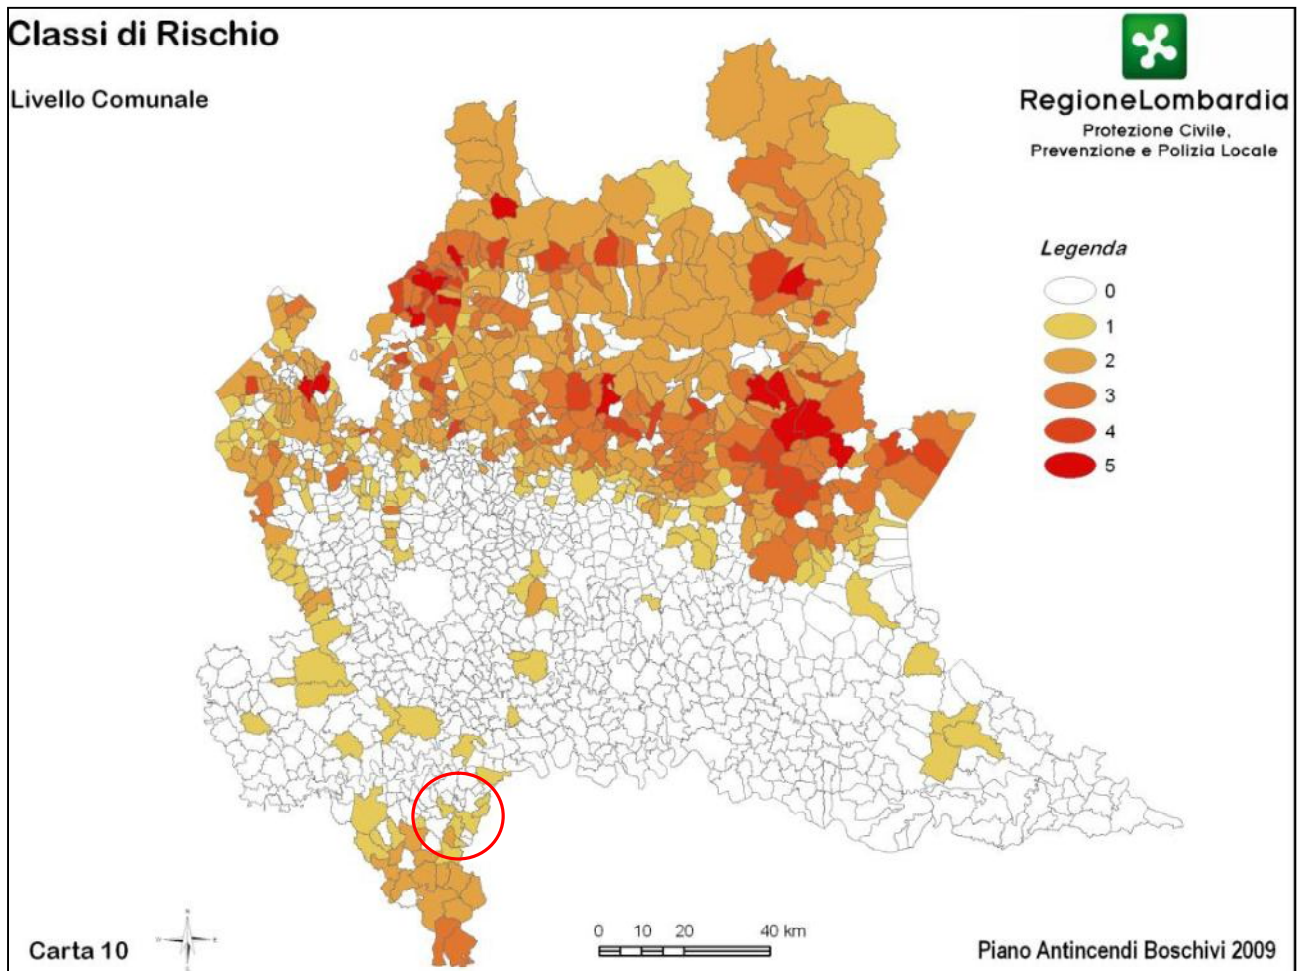 Classi di Rischio
Livello Comunale
RegioneLombardia
Protezione Civile,
Prevenzione e Polizia Locale
Legenda
0
1
2
3
4
5
N
W
E
S
0 10 20 40 km
Carta 10
Piano Antincendi Boschivi 2009